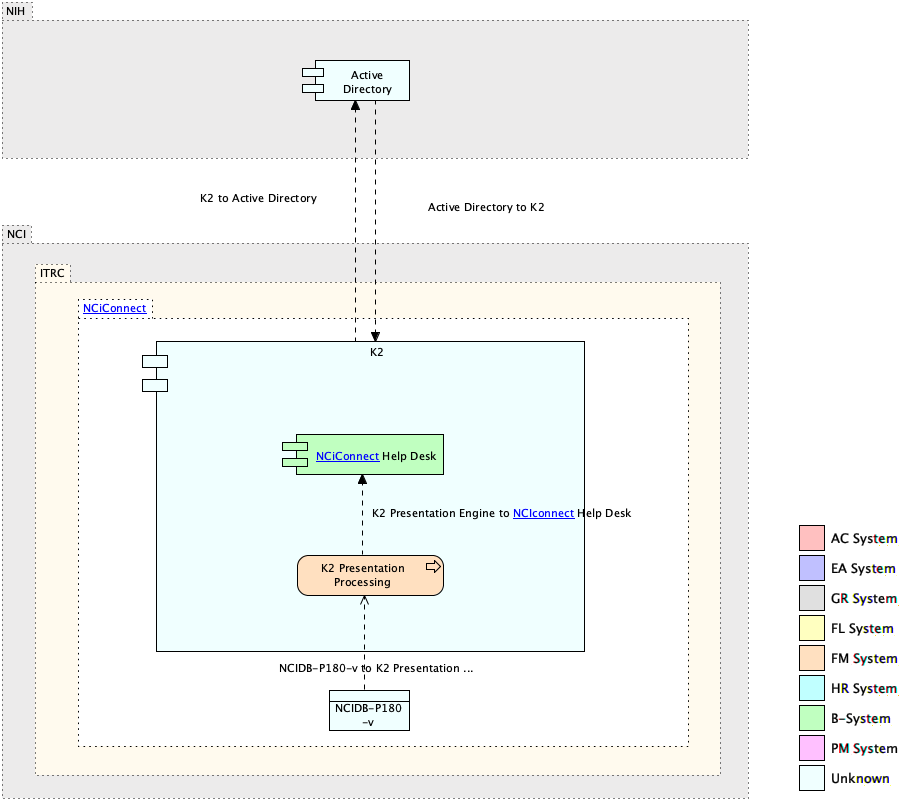 NIH
Active
Directory
K2 to Active Directory
Active Directory to K2
NCI
ITRC
NCiConnect
K2
NCiConnect Help Desk
K2 Presentation Engine to NCIconnect Help Desk
K2 Presentation
Processing
NCIDB-P180-v to K2 Presentation ...
NCIDB-P180
-v
AC System
EA System
GR System
FL System
FM System
HR System
B-System
PM System
Unknown